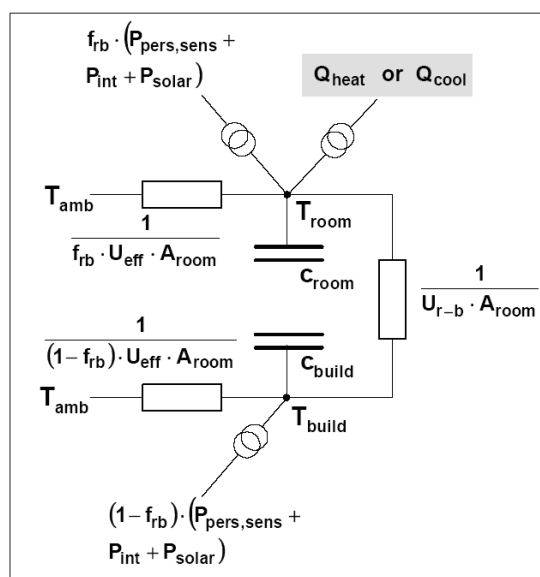 f_rb · (P_pers,sens +
P_int + P_solar)
Q_heat or Q_cool
T_amb
T_room
1
f_rb · U_eff · A_room
c_room
1
U_r–b · A_room
1
(1– f_rb) · U_eff · A_room
c_build
T_amb
T_build
(1– f_rb) · (P_pers,sens +
P_int + P_solar)